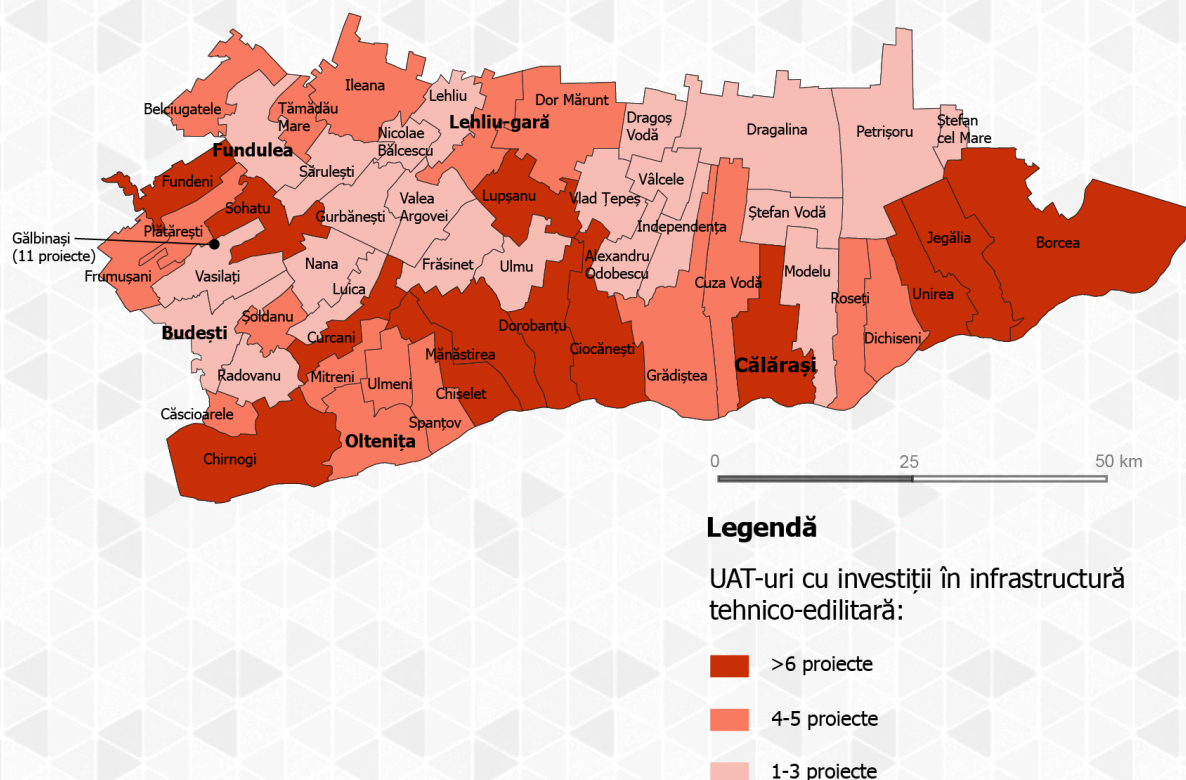 Ileana
Lehliu
Belciugatele
Tămădău
Mare
Dor Mărunt
Lehliu-gară
Dragoș
Vodă
Dragalina
Petrișoru
Ștefan
cel Mare
Nicolae
Bălcescu
Fundulea
Sărulești
Fundeni
Vâlcele
Lupșanu
Vlad Țepeș
Valea
Argovei
Sohatu
Gurbănești
Ștefan Vodă
Plătărești
Independența
Gălbinași
(11 proiecte)
Jegălia
Borcea
Alexandru
Odobescu
Nana
Frăsinet
Ulmu
Modelu
Frumușani
Vasilați
Cuza Vodă
Luica
Unirea
Roseți
Șoldanu
Dorobanțu
Budești
Curcani
Dichiseni
Ciocănești
Mănăstirea
Călărași
Radovanu
Mitreni
Grădiștea
Ulmeni
Chiselet
Căscioarele
Spanțov
Oltenița
Chirnogi
0 25 50 km
Legendă
UAT-uri cu investiții în infrastructură
tehnico-edilitară:
>6 proiecte
4-5 proiecte
1-3 proiecte